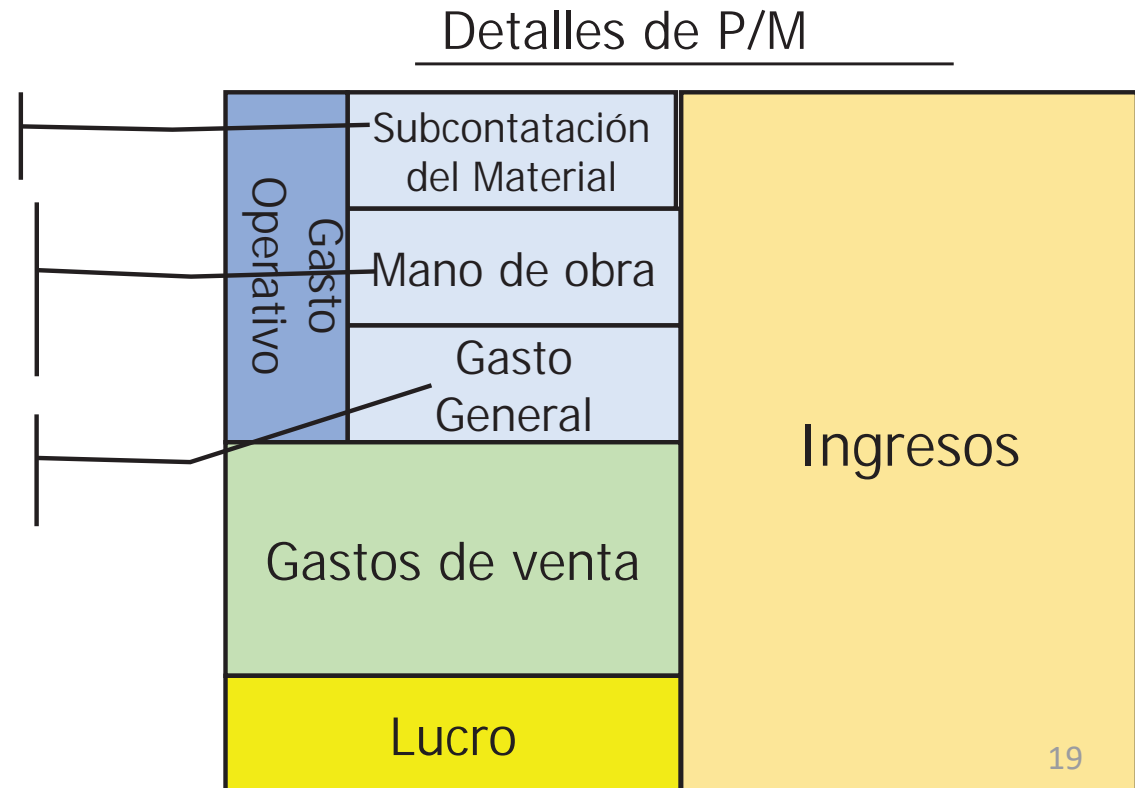 Detalles de P/M
Subcontatación
del Material
Gasto
Operativo
Mano de obra
Gasto
General
Ingresos
Gastos de venta
Lucro
19